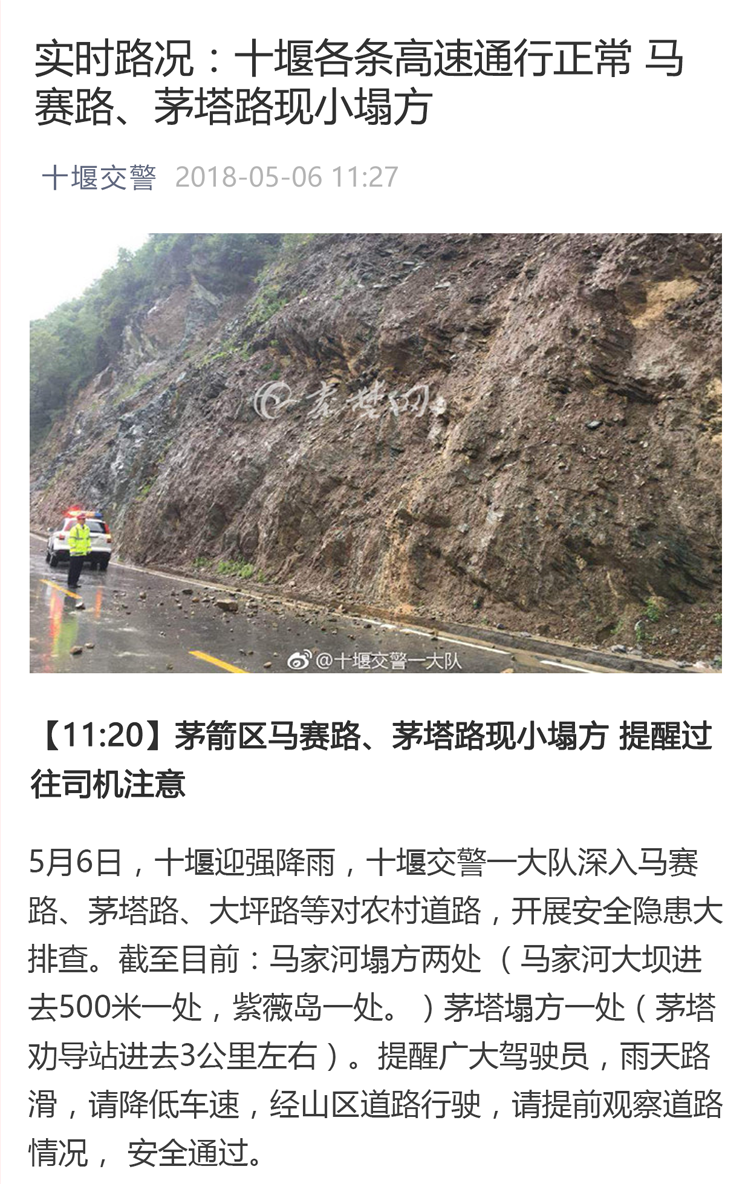 实时路况：十堰各条高速通行正常 马
赛路、茅塔路现小塌方
十堰交警 2018-05-06 11:27
秦楚网
@十堰交警一大队
【11:20】茅箭区马赛路、茅塔路现小塌方 提醒过
往司机注意
5月6日，十堰迎强降雨，十堰交警一大队深入马赛
路、茅塔路、大坪路等对农村道路，开展安全隐患大
排查。截至目前：马家河塌方两处 （马家河大坝进
去500米一处，紫薇岛一处。）茅塔塌方一处（茅塔
劝导站进去3公里左右）。提醒广大驾驶员，雨天路
滑，请降低车速，经山区道路行驶，请提前观察道路
情况， 安全通过。